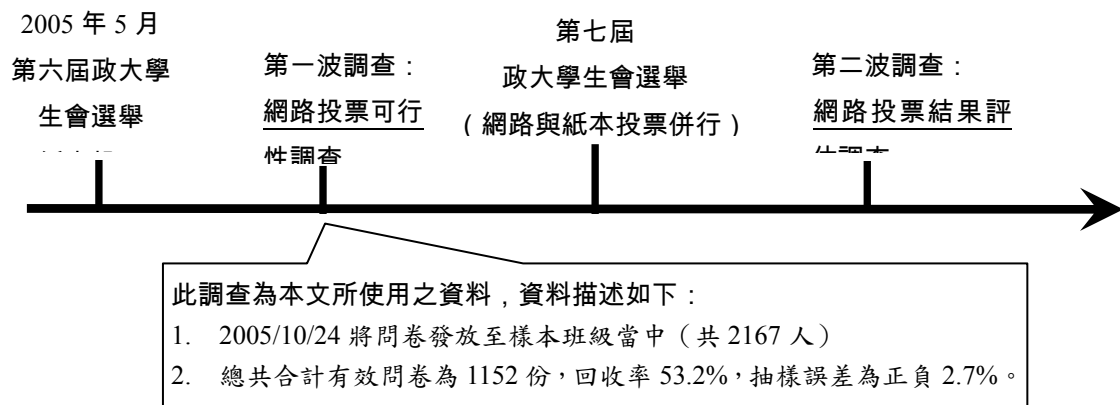 2005 年 5 月
第六屆政大學
生會選舉
第一波調查：
網路投票可行
性調查
第七屆
政大學生會選舉
（網路與紙本投票併行）
第二波調查：
網路投票結果評
估調查
此調查為本文所使用之資料，資料描述如下：
1. 2005/10/24 將問卷發放至樣本班級當中（共 2167 人）
2. 總共合計有效問卷為 1152 份，回收率 53.2%，抽樣誤差為正負 2.7%。